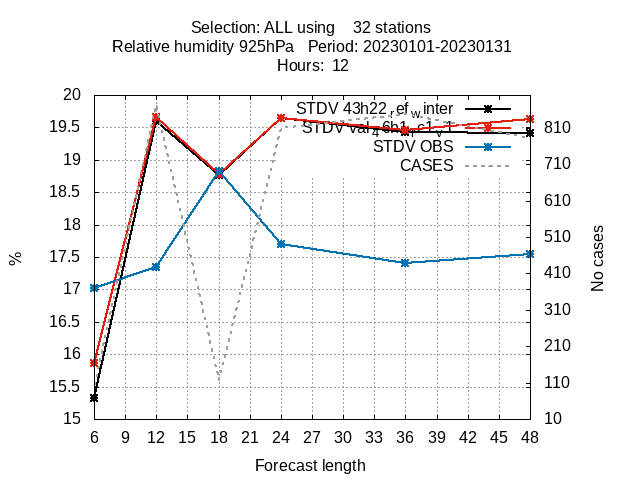 Selection: ALL using    32 stations
Relative humidity 925hPa   Period: 20230101-20230131
Hours:  12
20
19.5
19
18.5
18
17.5
17
16.5
16
15.5
15
%
STDV 43h22_ref_winter
STDV
STDV OBS
CASES
810
710
610
510
410
310
210
110
10
No cases
6 9 12 15 18 21 24 27 30 33 36 39 42 45 48
Forecast length